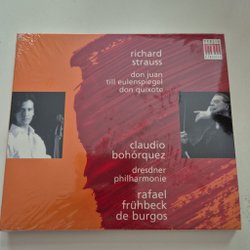 richard
strauss
don juan
till eulenspiegel
don quixote
claudio
bohórquez
dresdner
philharmonie
rafael
frühbeck
de burgos